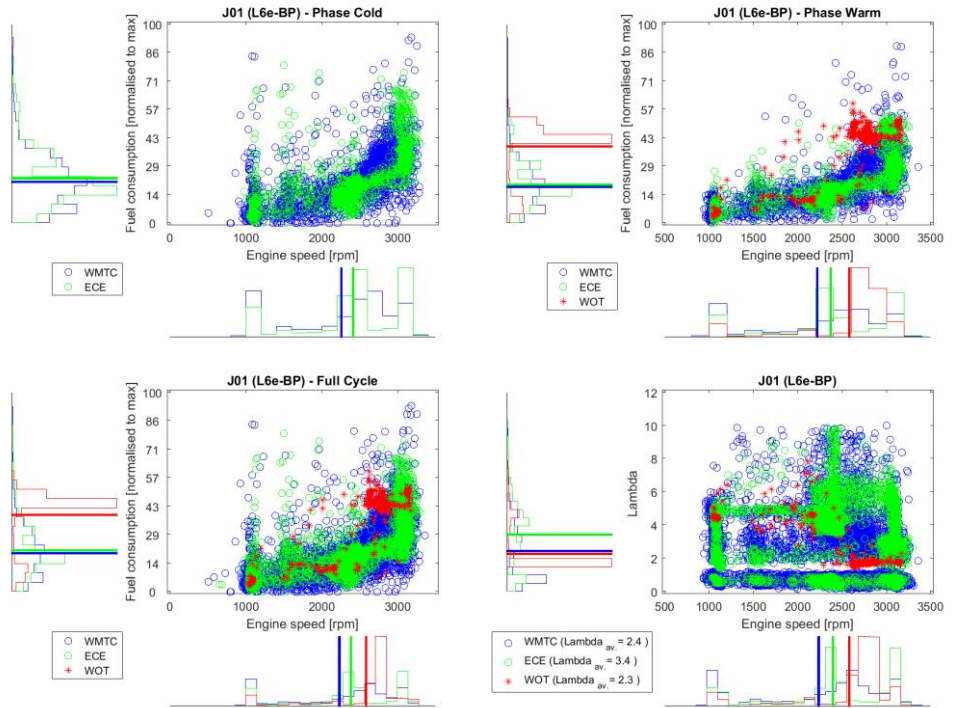 J01 (L6e-BP) - Phase Cold
Fuel consumption [normalised to max]
100
86
71
57
43
29
14
0
0
1000
2000
3000
Engine speed [rpm]
WMTC
ECE
J01 (L6e-BP) - Phase Warm
Fuel consumption [normalised to max]
100
86
71
57
43
29
14
0
500
1000
1500
2000
2500
3000
3500
Engine speed [rpm]
WMTC
ECE
WOT
J01 (L6e-BP) - Full Cycle
Fuel consumption [normalised to max]
100
86
71
57
43
29
14
0
0
1000
2000
3000
Engine speed [rpm]
WMTC
ECE
WOT
J01 (L6e-BP)
Lambda
12
10
8
6
4
2
0
500
1000
1500
2000
2500
3000
3500
Engine speed [rpm]
WMTC (Lambda av. = 2.4 )
ECE (Lambda av. = 3.4 )
WOT (Lambda av. = 2.3 )